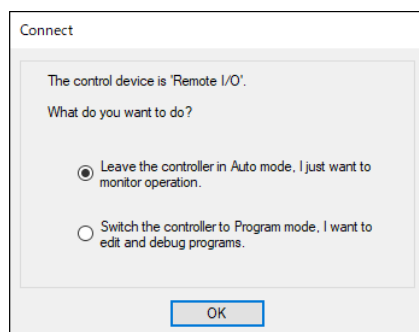 Connect
The control device is 'Remote I/O'.
What do you want to do?
Leave the controller in Auto mode, I just want to
monitor operation.
Switch the controller to Program mode, I want to
edit and debug programs.
OK